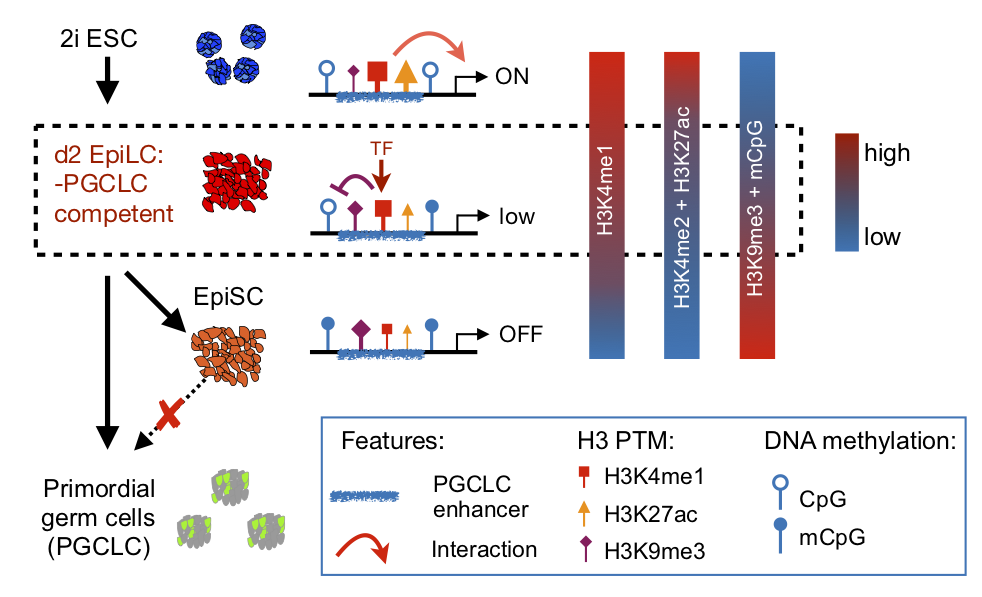 2i ESC
ON
d2 EpiLC:
-PGCLC
competent
TF
low
EpiSC
OFF
H3K4me1
H3K4me2 + H3K27ac
H3K9me3 + mCpG
high
low
Primordial
germ cells
(PGCLC)
Features:
PGCLC
enhancer
Interaction
H3 PTM:
H3K4me1
H3K27ac
H3K9me3
DNA methylation:
CpG
mCpG